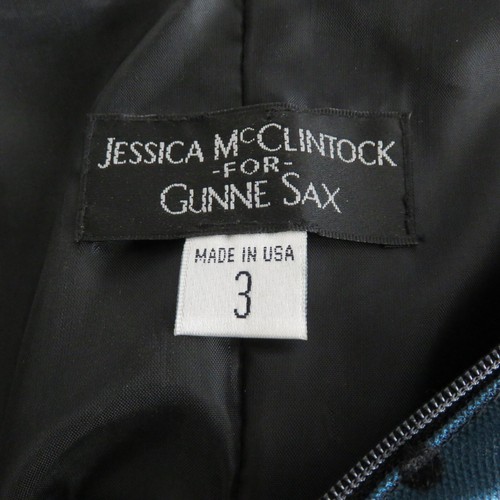 JESSICA MCCLINTOCK
-FOR-
GUNNE SAX
MADE IN USA
3